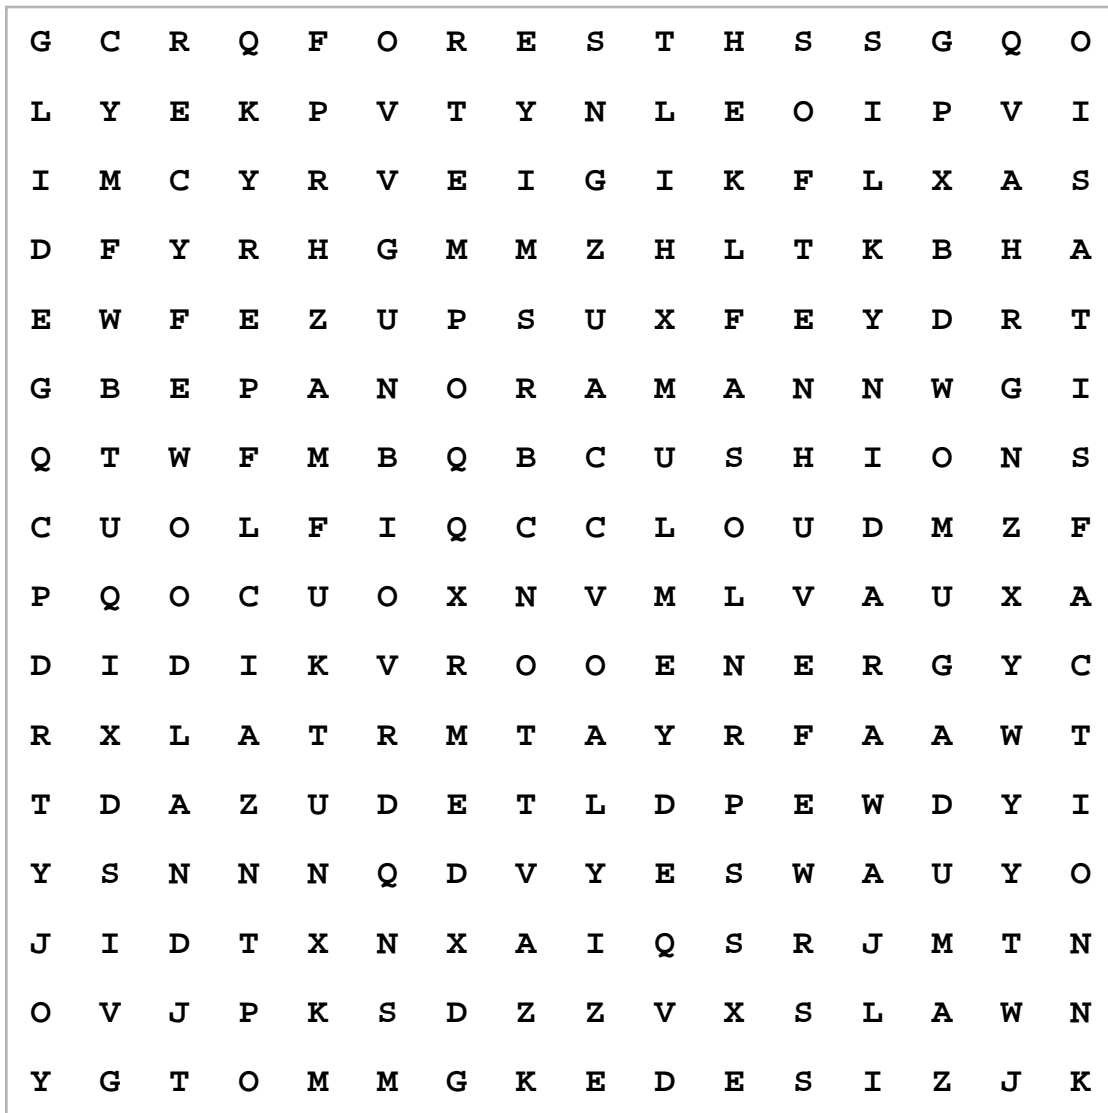 G C R Q F O R E S T H S S G Q O
L Y E K P V T Y N L E O I P V I
I M C Y R V E I G I K F L X A S
D F Y R H G M M Z H L T K B H A
E W F E Z U P S U X F E Y D R T
G B E P A N O R A M A N N W G I
Q T W F M B Q B C U S H I O N S
C U O L F I Q C C L O U D M Z F
P Q O C U O X N V M L V A U X A
D I D I K V R O O E N E R G Y C
R X L A T R M T A Y R F A A W T
T D A Z U D E T L D P E W D Y I
Y S N N N Q D V Y E S W A U Y O
J I D T X N X A I Q S R J M T N
O V J P K S D Z Z V X S L A W N
Y G T O M M G K E D E S I Z J K